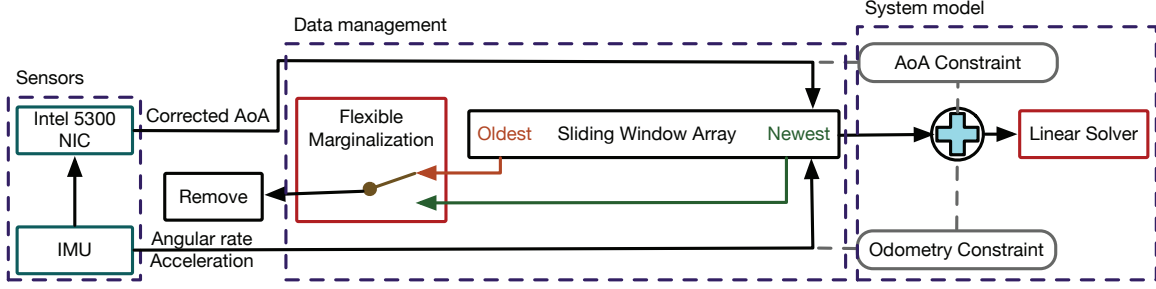 Sensors
Intel 5300
NIC
IMU
Corrected AoA
Angular rate
Acceleration
Remove
Data management
Flexible
Marginalization
Oldest Sliding Window Array Newest
System model
AoA Constraint
Linear Solver
Odometry Constraint